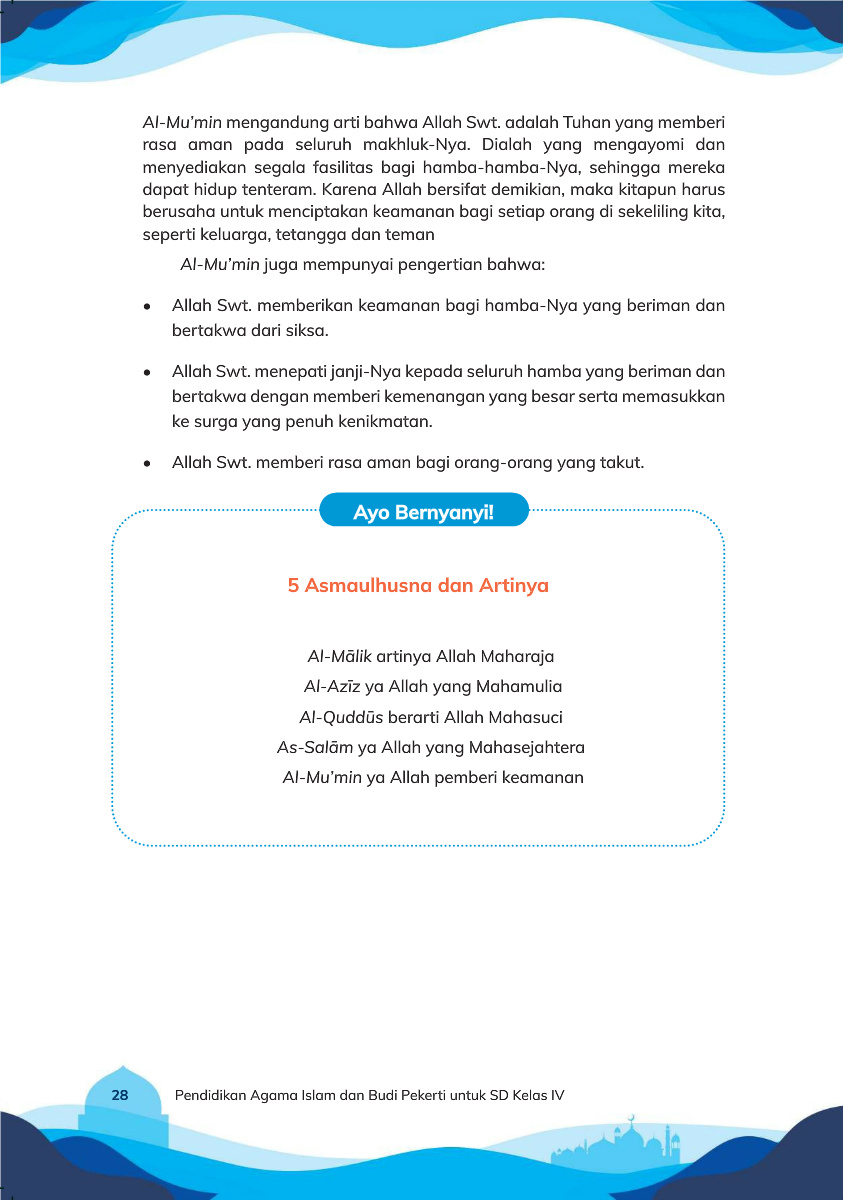 Al-Mu’min mengandung arti bahwa Allah Swt. adalah Tuhan yang memberi
rasa aman pada seluruh makhluk-Nya. Dialah yang mengayomi dan
menyediakan segala fasilitas bagi hamba-hamba-Nya, sehingga mereka
dapat hidup tenteram. Karena Allah bersifat demikian, maka kitapun harus
berusaha untuk menciptakan keamanan bagi setiap orang di sekeliling kita,
seperti keluarga, tetangga dan teman
Al-Mu’min juga mempunyai pengertian bahwa:
• Allah Swt. memberikan keamanan bagi hamba-Nya yang beriman dan
bertakwa dari siksa.
• Allah Swt. menepati janji-Nya kepada seluruh hamba yang beriman dan
bertakwa dengan memberi kemenangan yang besar serta memasukkan
ke surga yang penuh kenikmatan.
• Allah Swt. memberi rasa aman bagi orang-orang yang takut.
Ayo Bernyanyi!
5 Asmaulhusna dan Artinya
Al-Mālik artinya Allah Maharaja
Al-Azīz ya Allah yang Mahamulia
Al-Quddūs berarti Allah Mahasuci
As-Salām ya Allah yang Mahasejahtera
Al-Mu’min ya Allah pemberi keamanan
28 Pendidikan Agama Islam dan Budi Pekerti untuk SD Kelas IV